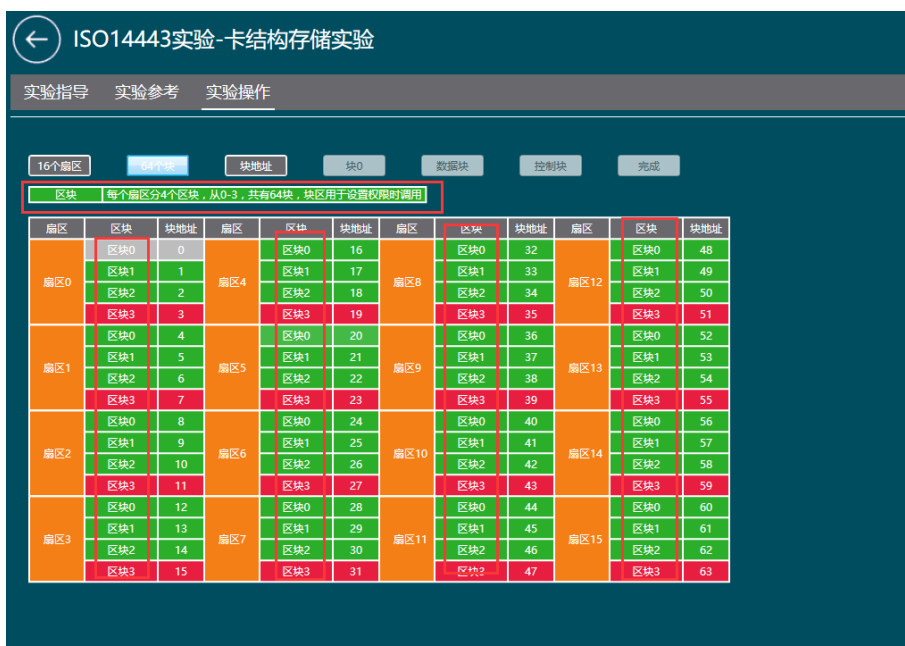 ISO14443实验-卡结构存储实验
实验指导 实验参考 实验操作
16个扇区 64个块 块地址 块0 数据块 控制块 完成
区块 每个扇区分4个区块，从0-3，共有64块，块区用于设置权限时调用
扇区 区块 块地址 扇区 区块 块地址 扇区 区块 块地址 扇区 区块 块地址
扇区0 区块0 0 扇区4 区块0 16 扇区8 区块0 32 扇区12 区块0 48
区块1 1 区块1 17 区块1 33 区块1 49
区块2 2 区块2 18 区块2 34 区块2 50
区块3 3 区块3 19 区块3 35 区块3 51
扇区1 区块0 4 扇区5 区块0 20 扇区9 区块0 36 扇区13 区块0 52
区块1 5 区块1 21 区块1 37 区块1 53
区块2 6 区块2 22 区块2 38 区块2 54
区块3 7 区块3 23 区块3 39 区块3 55
扇区2 区块0 8 扇区6 区块0 24 扇区10 区块0 40 扇区14 区块0 56
区块1 9 区块1 25 区块1 41 区块1 57
区块2 10 区块2 26 区块2 42 区块2 58
区块3 11 区块3 27 区块3 43 区块3 59
扇区3 区块0 12 扇区7 区块0 28 扇区11 区块0 44 扇区15 区块0 60
区块1 13 区块1 29 区块1 45 区块1 61
区块2 14 区块2 30 区块2 46 区块2 62
区块3 15 区块3 31 区块3 47 区块3 63